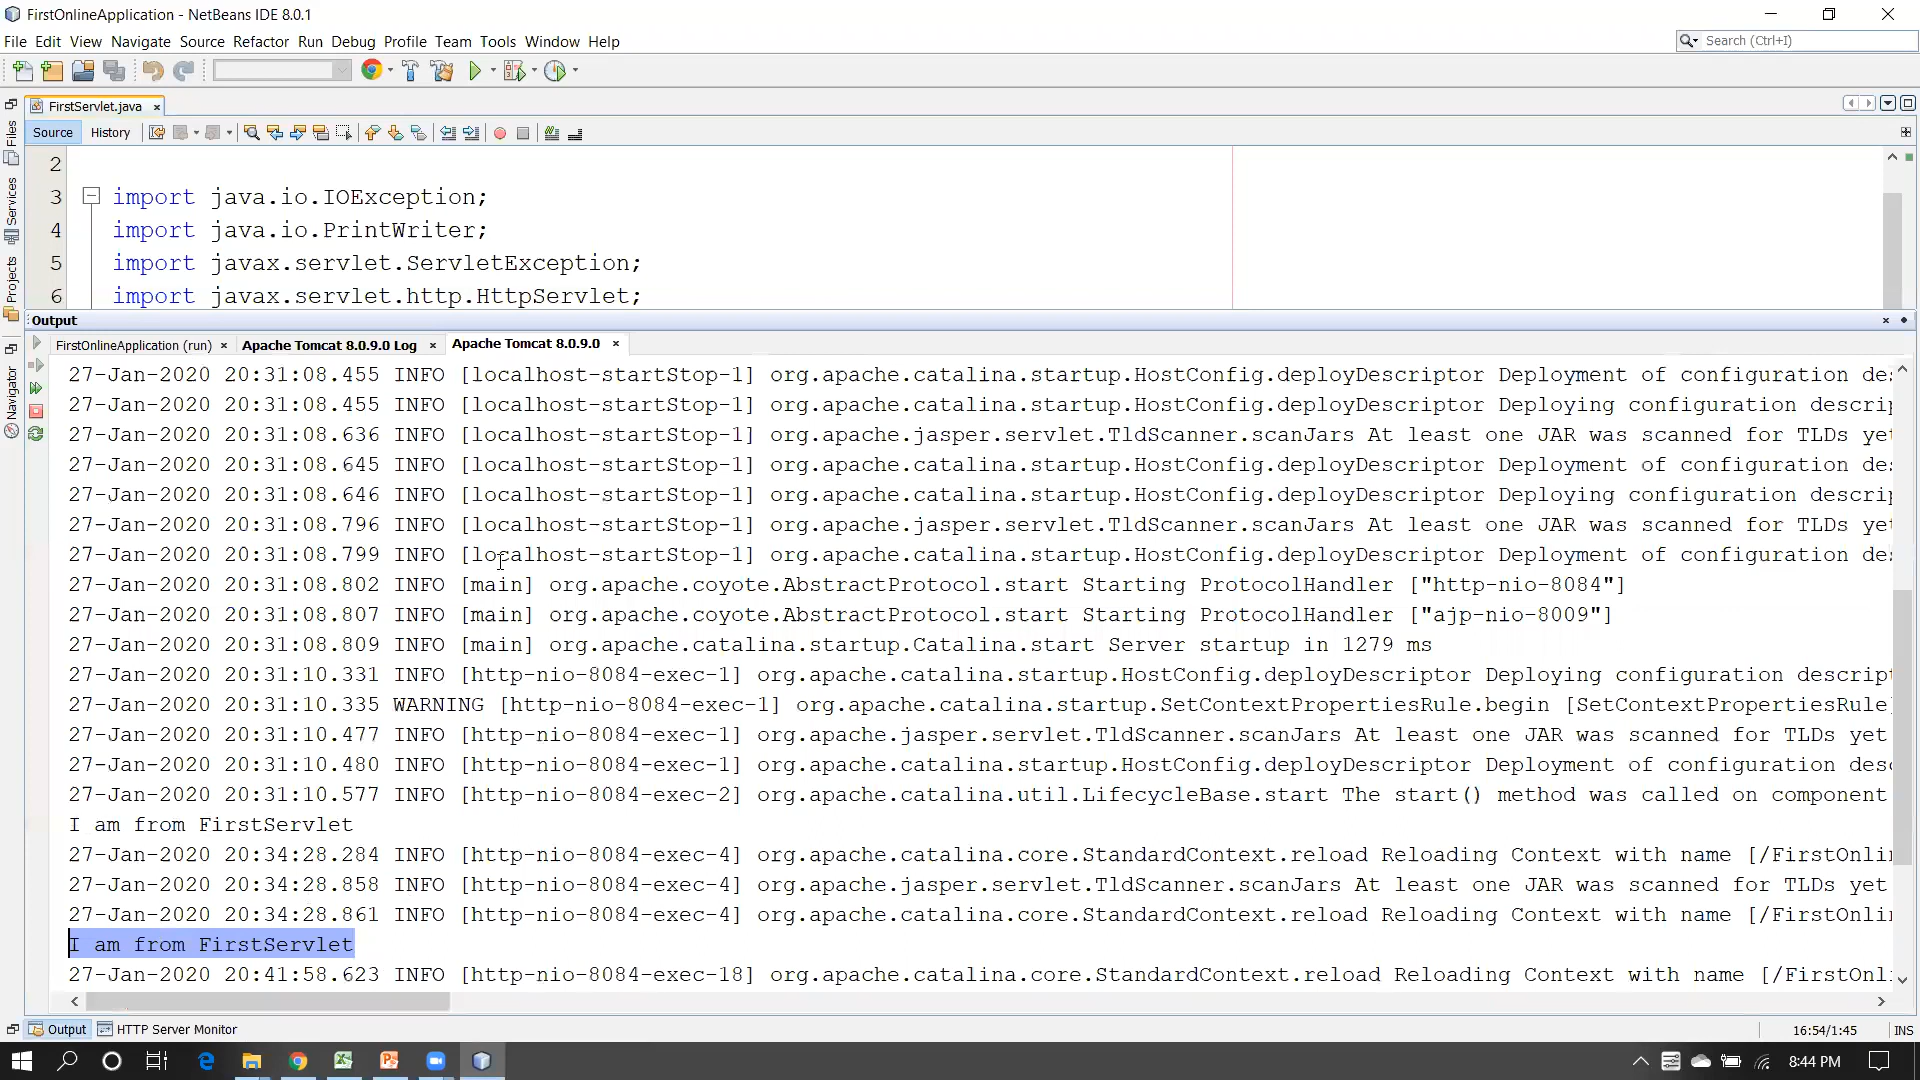 FirstOnlineApplication - NetBeans IDE 8.0.1
File Edit View Navigate Source Refactor Run Debug Profile Team Tools Window Help
Search (Ctrl+I)
FirstServlet.java
Source History
Files
Services
Projects
Navigator
2
3 import java.io.IOException;
4 import java.io.PrintWriter;
5 import javax.servlet.ServletException;
6 import javax.servlet.http.HttpServlet;
Output
FirstOnlineApplication (run) Apache Tomcat 8.0.9.0 Log Apache Tomcat 8.0.9.0
27-Jan-2020 20:31:08.455 INFO [localhost-startStop-1] org.apache.catalina.startup.HostConfig.deployDescriptor Deployment of configuration des
27-Jan-2020 20:31:08.455 INFO [localhost-startStop-1] org.apache.catalina.startup.HostConfig.deployDescriptor Deploying configuration descrip
27-Jan-2020 20:31:08.636 INFO [localhost-startStop-1] org.apache.jasper.servlet.TldScanner.scanJars At least one JAR was scanned for TLDs yet
27-Jan-2020 20:31:08.645 INFO [localhost-startStop-1] org.apache.catalina.startup.HostConfig.deployDescriptor Deployment of configuration des
27-Jan-2020 20:31:08.646 INFO [localhost-startStop-1] org.apache.catalina.startup.HostConfig.deployDescriptor Deploying configuration descrip
27-Jan-2020 20:31:08.796 INFO [localhost-startStop-1] org.apache.jasper.servlet.TldScanner.scanJars At least one JAR was scanned for TLDs yet
27-Jan-2020 20:31:08.799 INFO [localhost-startStop-1] org.apache.catalina.startup.HostConfig.deployDescriptor Deployment of configuration des
27-Jan-2020 20:31:08.802 INFO [main] org.apache.coyote.AbstractProtocol.start Starting ProtocolHandler ["http-nio-8084"]
27-Jan-2020 20:31:08.807 INFO [main] org.apache.coyote.AbstractProtocol.start Starting ProtocolHandler ["ajp-nio-8009"]
27-Jan-2020 20:31:08.809 INFO [main] org.apache.catalina.startup.Catalina.start Server startup in 1279 ms
27-Jan-2020 20:31:10.331 INFO [http-nio-8084-exec-1] org.apache.catalina.startup.HostConfig.deployDescriptor Deploying configuration descript
27-Jan-2020 20:31:10.335 WARNING [http-nio-8084-exec-1] org.apache.catalina.startup.SetContextPropertiesRule.begin [SetContextPropertiesRule]
27-Jan-2020 20:31:10.477 INFO [http-nio-8084-exec-1] org.apache.jasper.servlet.TldScanner.scanJars At least one JAR was scanned for TLDs yet
27-Jan-2020 20:31:10.480 INFO [http-nio-8084-exec-1] org.apache.catalina.startup.HostConfig.deployDescriptor Deployment of configuration desc
27-Jan-2020 20:31:10.577 INFO [http-nio-8084-exec-2] org.apache.catalina.util.LifecycleBase.start The start() method was called on component
I am from FirstServlet
27-Jan-2020 20:34:28.284 INFO [http-nio-8084-exec-4] org.apache.catalina.core.StandardContext.reload Reloading Context with name [/FirstOnlin
27-Jan-2020 20:34:28.858 INFO [http-nio-8084-exec-4] org.apache.jasper.servlet.TldScanner.scanJars At least one JAR was scanned for TLDs yet
27-Jan-2020 20:34:28.861 INFO [http-nio-8084-exec-4] org.apache.catalina.core.StandardContext.reload Reloading Context with name [/FirstOnlin
I am from FirstServlet
27-Jan-2020 20:41:58.623 INFO [http-nio-8084-exec-18] org.apache.catalina.core.StandardContext.reload Reloading Context with name [/FirstOnl
Output HTTP Server Monitor
16:54/1:45 INS
8:44 PM